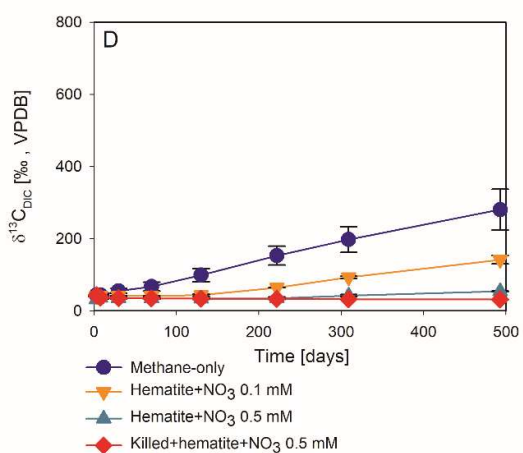 D
800
600
400
200
0
δ13CDIC [‰ , VPDB]
0 100 200 300 400 500
Time [days]
Methane-only
Hematite+NO3 0.1 mM
Hematite+NO3 0.5 mM
Killed+hematite+NO3 0.5 mM